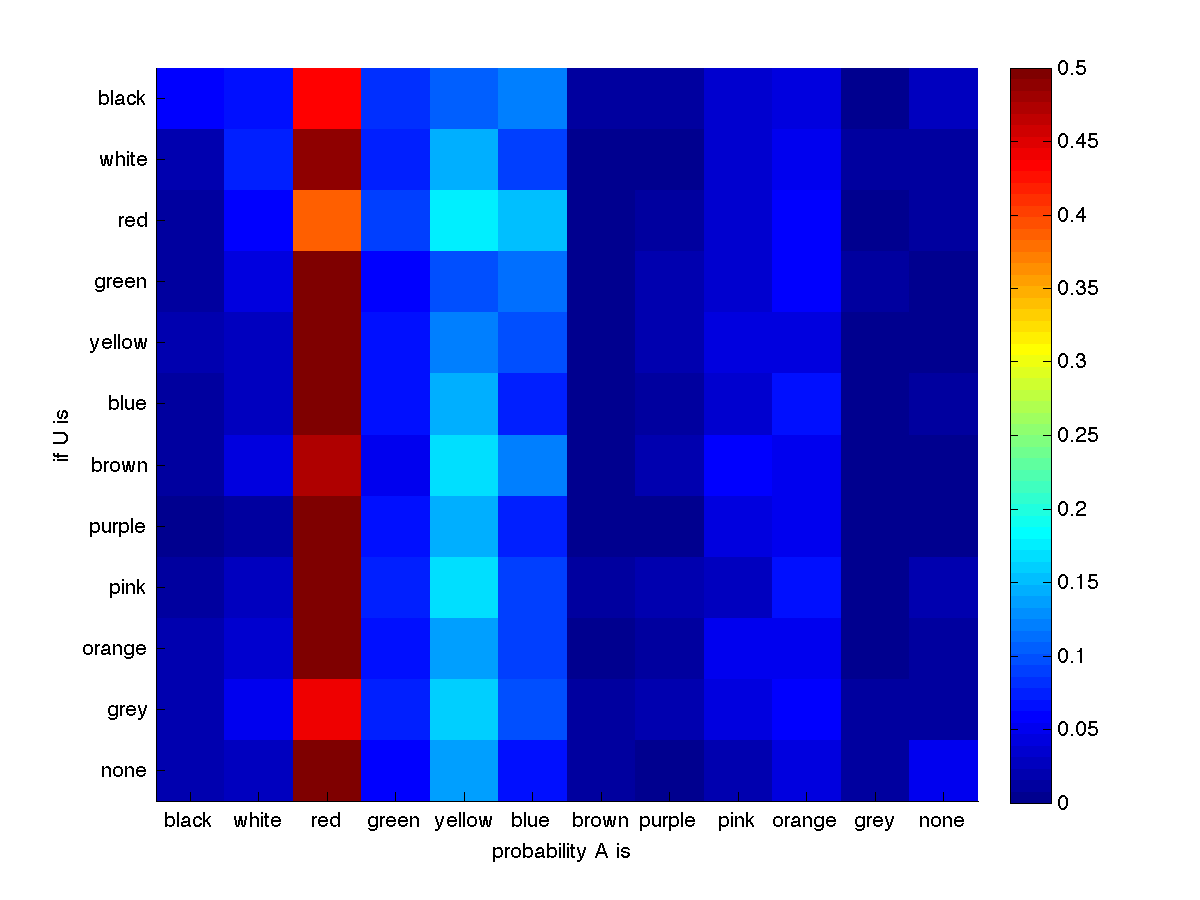 black
white
red
green
yellow
blue
brown
purple
pink
orange
grey
none
if U is
black white red green yellow blue brown purple pink orange grey none
probability A is
0.5
0.45
0.4
0.35
0.3
0.25
0.2
0.15
0.1
0.05
0